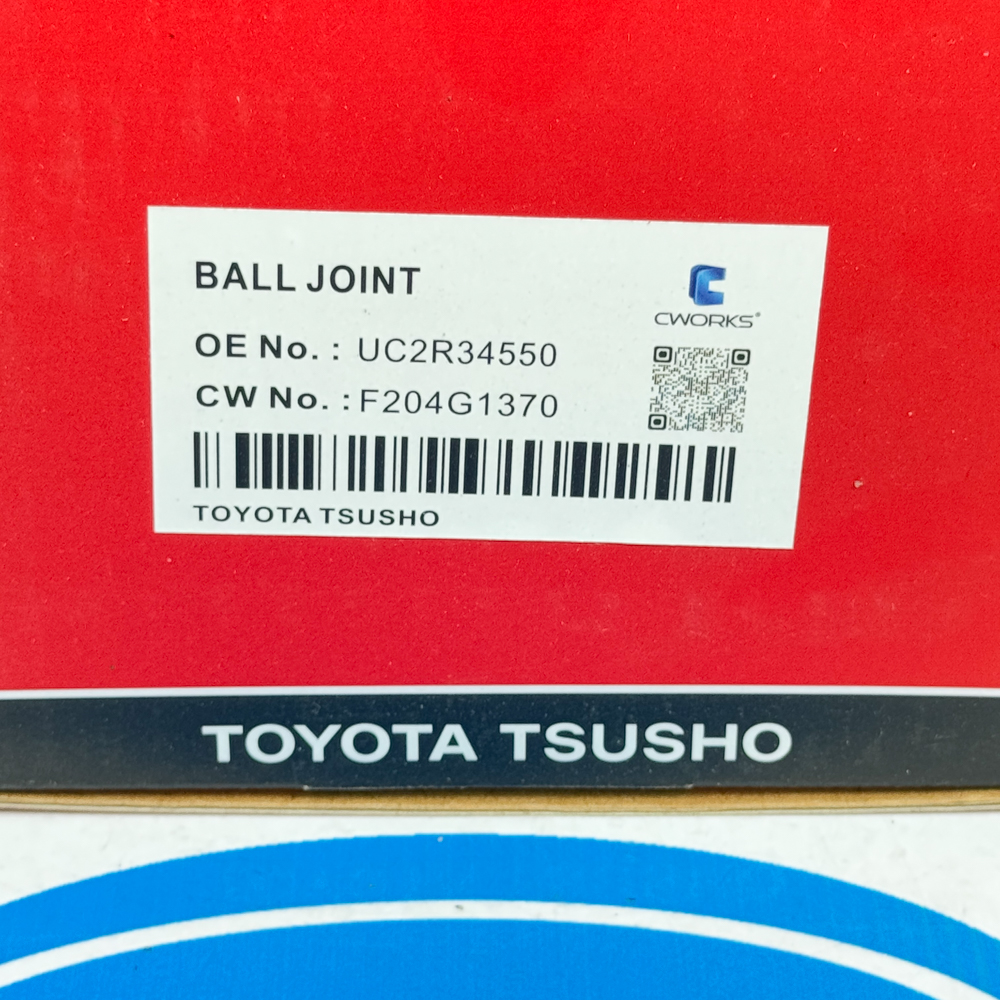 BALL JOINT
CWORKS®
OE No. : UC2R34550
CW No. : F204G1370
TOYOTA TSUSHO
TOYOTA TSUSHO